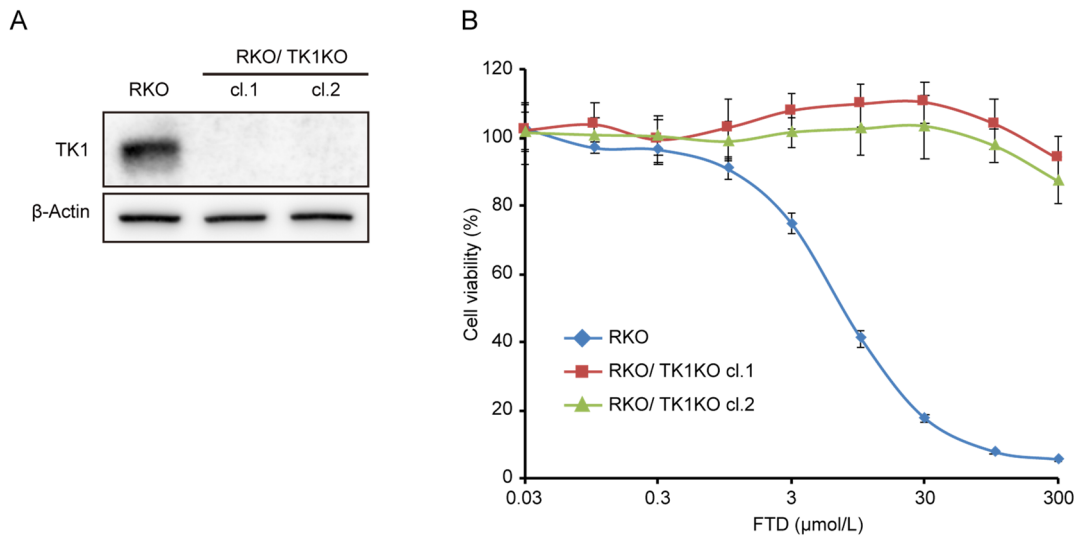 A
RKO/ TK1KO
RKO
cl.1
cl.2
TK1
β-Actin
B
120
100
80
60
40
20
0
Cell viability (%)
RKO
RKO/ TK1KO cl.1
RKO/ TK1KO cl.2
0.03
0.3
3
30
300
FTD (μmol/L)